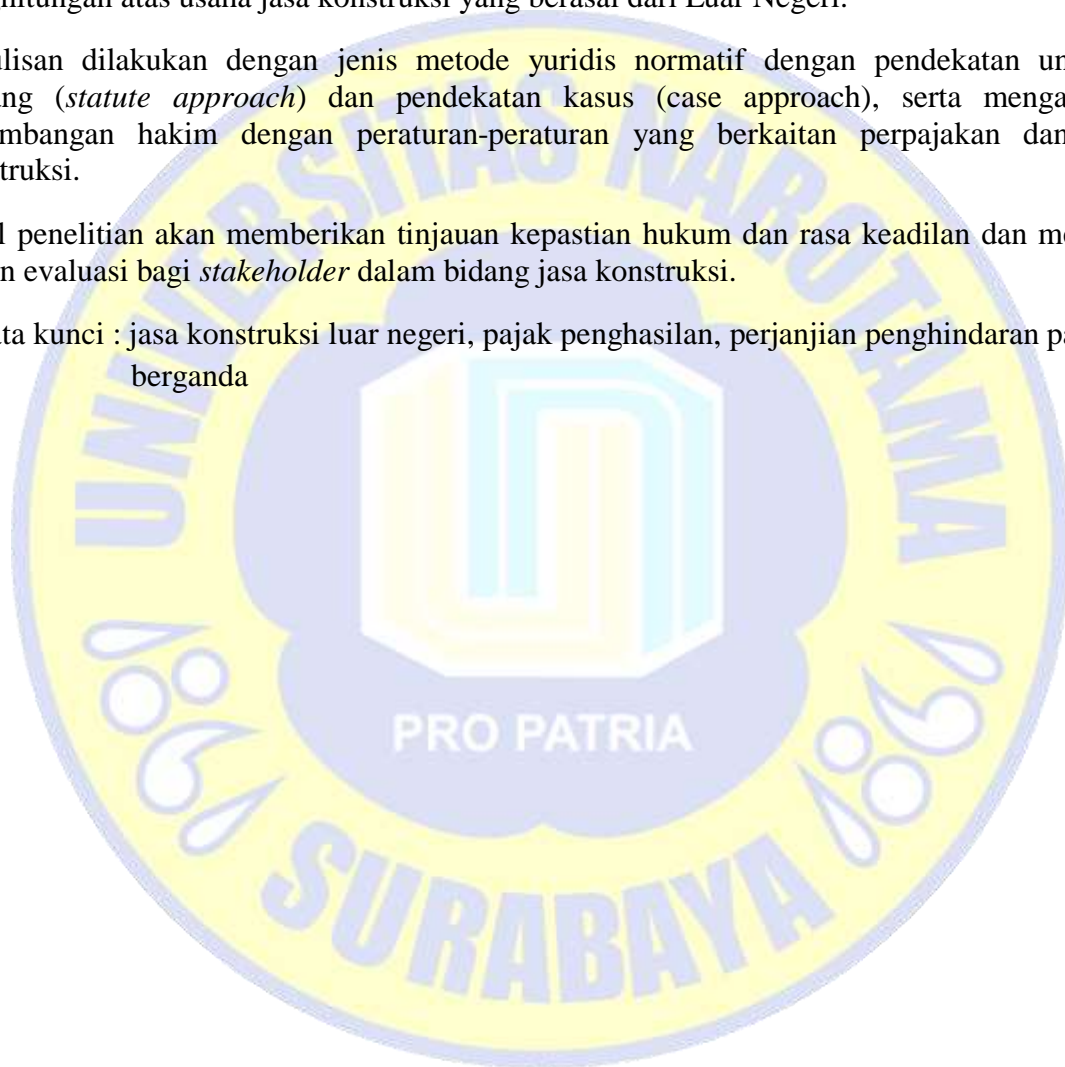 hitungan atas usaha jasa konstruksi yang berasal dari Luar Negeri.
ulisan dilakukan dengan jenis metode yuridis normatif dengan pendekatan un
ang (statute approach) dan pendekatan kasus (case approach), serta menga
mbangan hakim dengan peraturan-peraturan yang berkaitan perpajakan dan
truksi.
l penelitian akan memberikan tinjauan kepastian hukum dan rasa keadilan dan me
n evaluasi bagi stakeholder dalam bidang jasa konstruksi.
ta kunci : jasa konstruksi luar negeri, pajak penghasilan, perjanjian penghindaran pa
berganda
UNIVERSITAS NAROTAMA
PRO PATRIA
SURABAYA